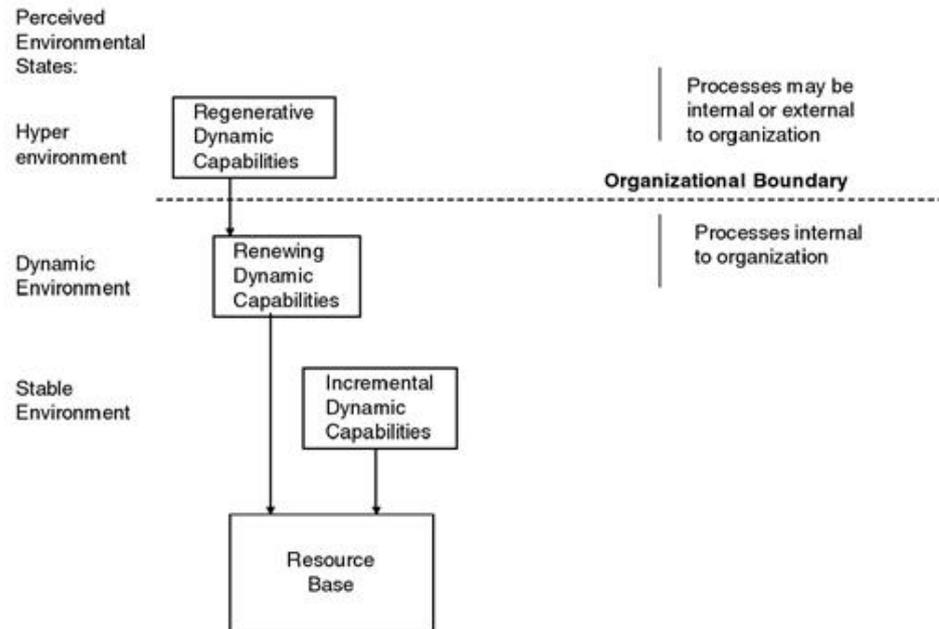 Perceived
Environmental
States:
Hyper
environment
Regenerative
Dynamic
Capabilities
Processes may be
internal or external
to organization
Organizational Boundary
Dynamic
Environment
Renewing
Dynamic
Capabilities
Processes internal
to organization
Stable
Environment
Incremental
Dynamic
Capabilities
Resource
Base